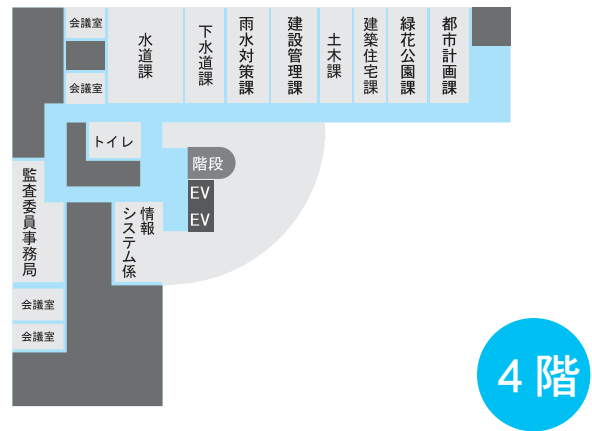 会議室
会議室
水道課
下水道課
雨水対策課
建設管理課
土木課
建築住宅課
緑花公園課
都市計画課
トイレ
階段
EV
EV
監査委員事務局
情報
システム係
会議室
会議室
4階